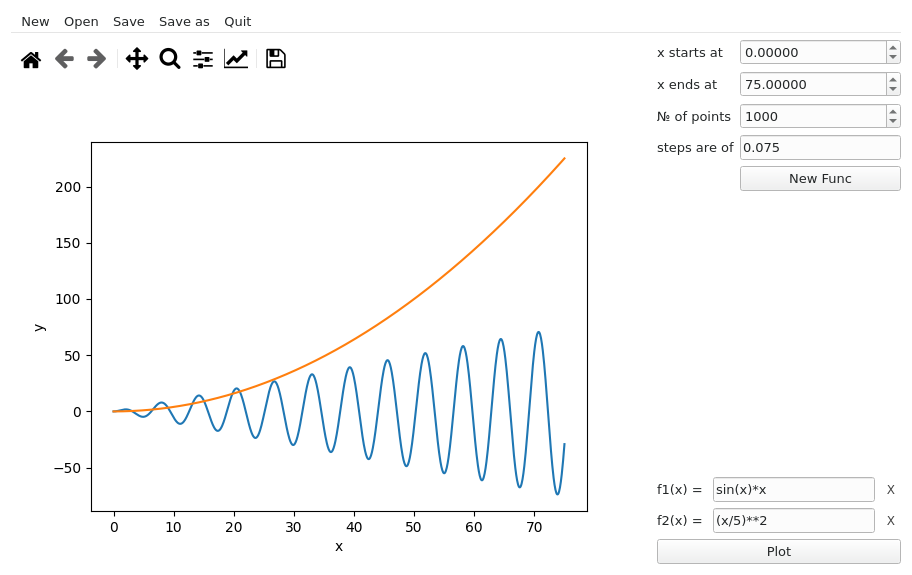 New Open Save Save as Quit
x starts at 0.00000
x ends at 75.00000
№ of points 1000
steps are of 0.075
New Func
200
150
100
50
0
−50
y
0 10 20 30 40 50 60 70
x
f1(x) = sin(x)*x X
f2(x) = (x/5)**2 X
Plot